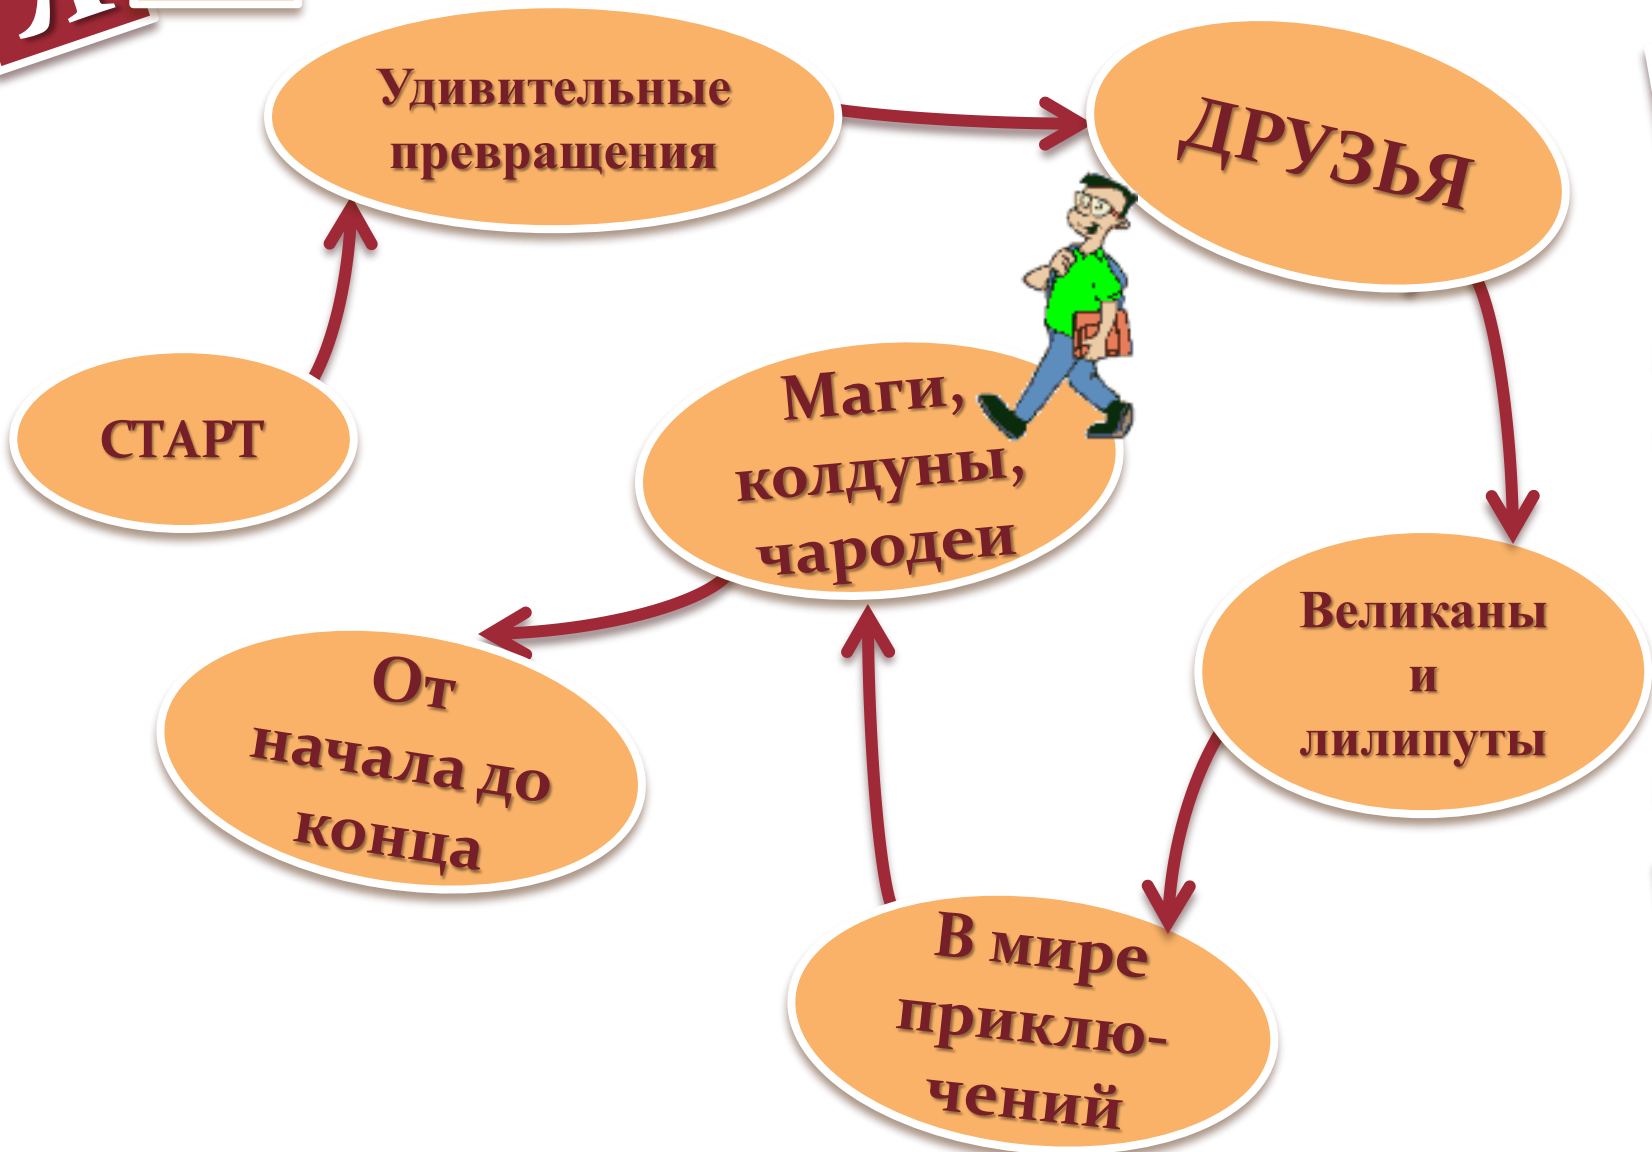 Л
Удивительные
превращения
ДРУЗЬЯ
СТАРТ
Маги,
колдуны,
чародеи
Великаны
и
лилипуты
От
начала до
конца
В мире
приклю-
чений